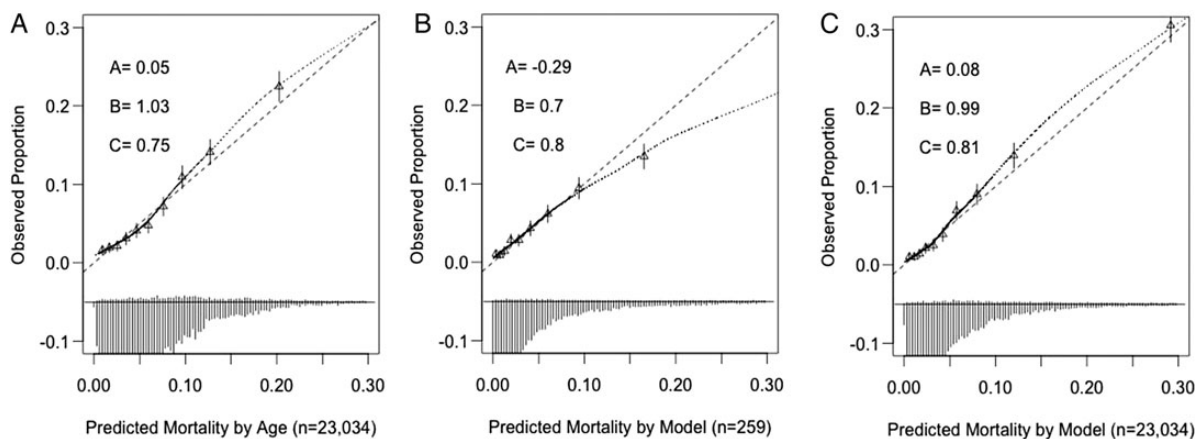 A
0.3
A= 0.05
B= 1.03
C= 0.75
0.2
0.1
0.0
-0.1
Observed Proportion
0.00 0.10 0.20 0.30
Predicted Mortality by Age (n=23,034)
B
0.3
A= -0.29
B= 0.7
C= 0.8
0.2
0.1
0.0
-0.1
Observed Proportion
0.00 0.10 0.20 0.30
Predicted Mortality by Model (n=259)
C
0.3
A= 0.08
B= 0.99
C= 0.81
0.2
0.1
0.0
-0.1
Observed Proportion
0.00 0.10 0.20 0.30
Predicted Mortality by Model (n=23,034)